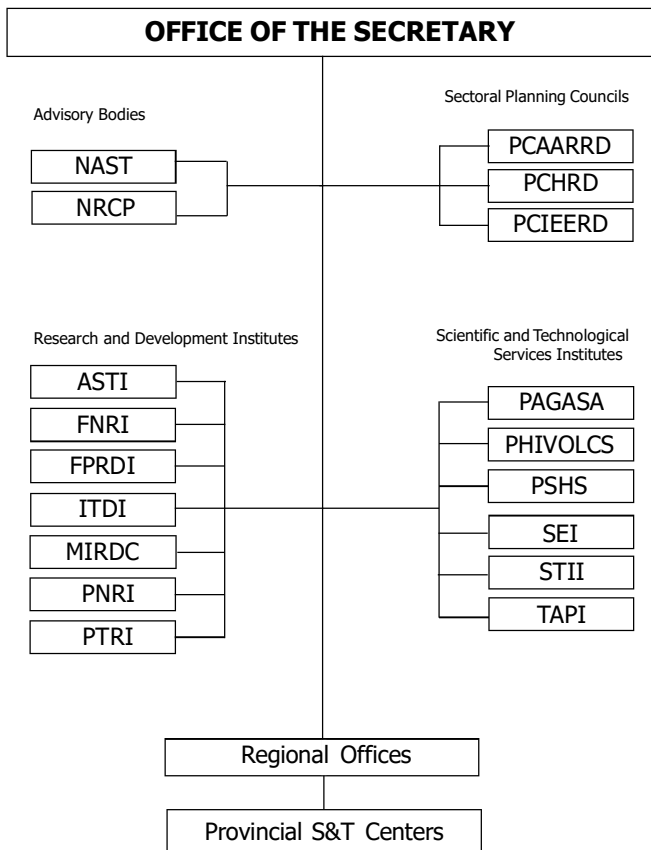 OFFICE OF THE SECRETARY
Advisory Bodies
NAST
NRCP
Sectoral Planning Councils
PCAARRD
PCHRD
PCIEERD
Research and Development Institutes
ASTI
FNRI
FPRDI
ITDI
MIRDC
PNRI
PTRI
Scientific and Technological
Services Institutes
PAGASA
PHIVOLCS
PSHS
SEI
STII
TAPI
Regional Offices
Provincial S&T Centers